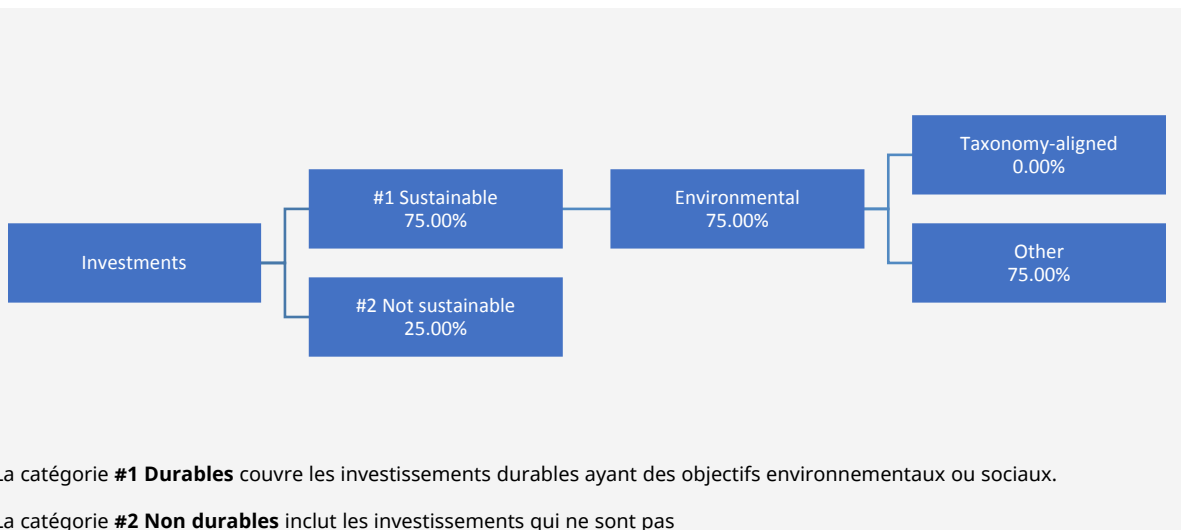 Taxonomy-aligned
0.00%
#1 Sustainable
75.00%
Environmental
75.00%
Investments
Other
75.00%
#2 Not sustainable
25.00%
La catégorie #1 Durables couvre les investissements durables ayant des objectifs environnementaux ou sociaux.
La catégorie #2 Non durables inclut les investissements qui ne sont pas